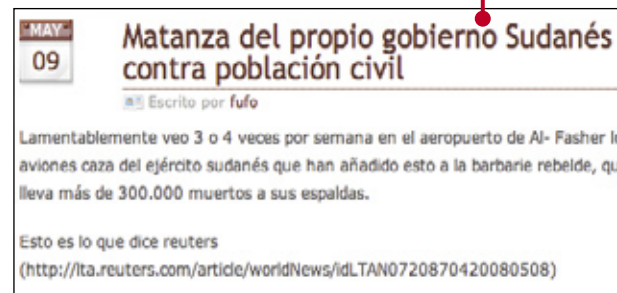 MAY
09
Matanza del propio gobierno Sudanés
contra población civil
Escrito por fufo
Lamentablemente veo 3 o 4 veces por semana en el aeropuerto de Al- Fasher
aviones caza del ejército sudanés que han añadido esto a la barbarie rebelde,
lleva más de 300.000 muertos a sus espaldas.
Esto es lo que dice reuters
(http://lta.reuters.com/article/worldNews/idLTAN0720870420080508)